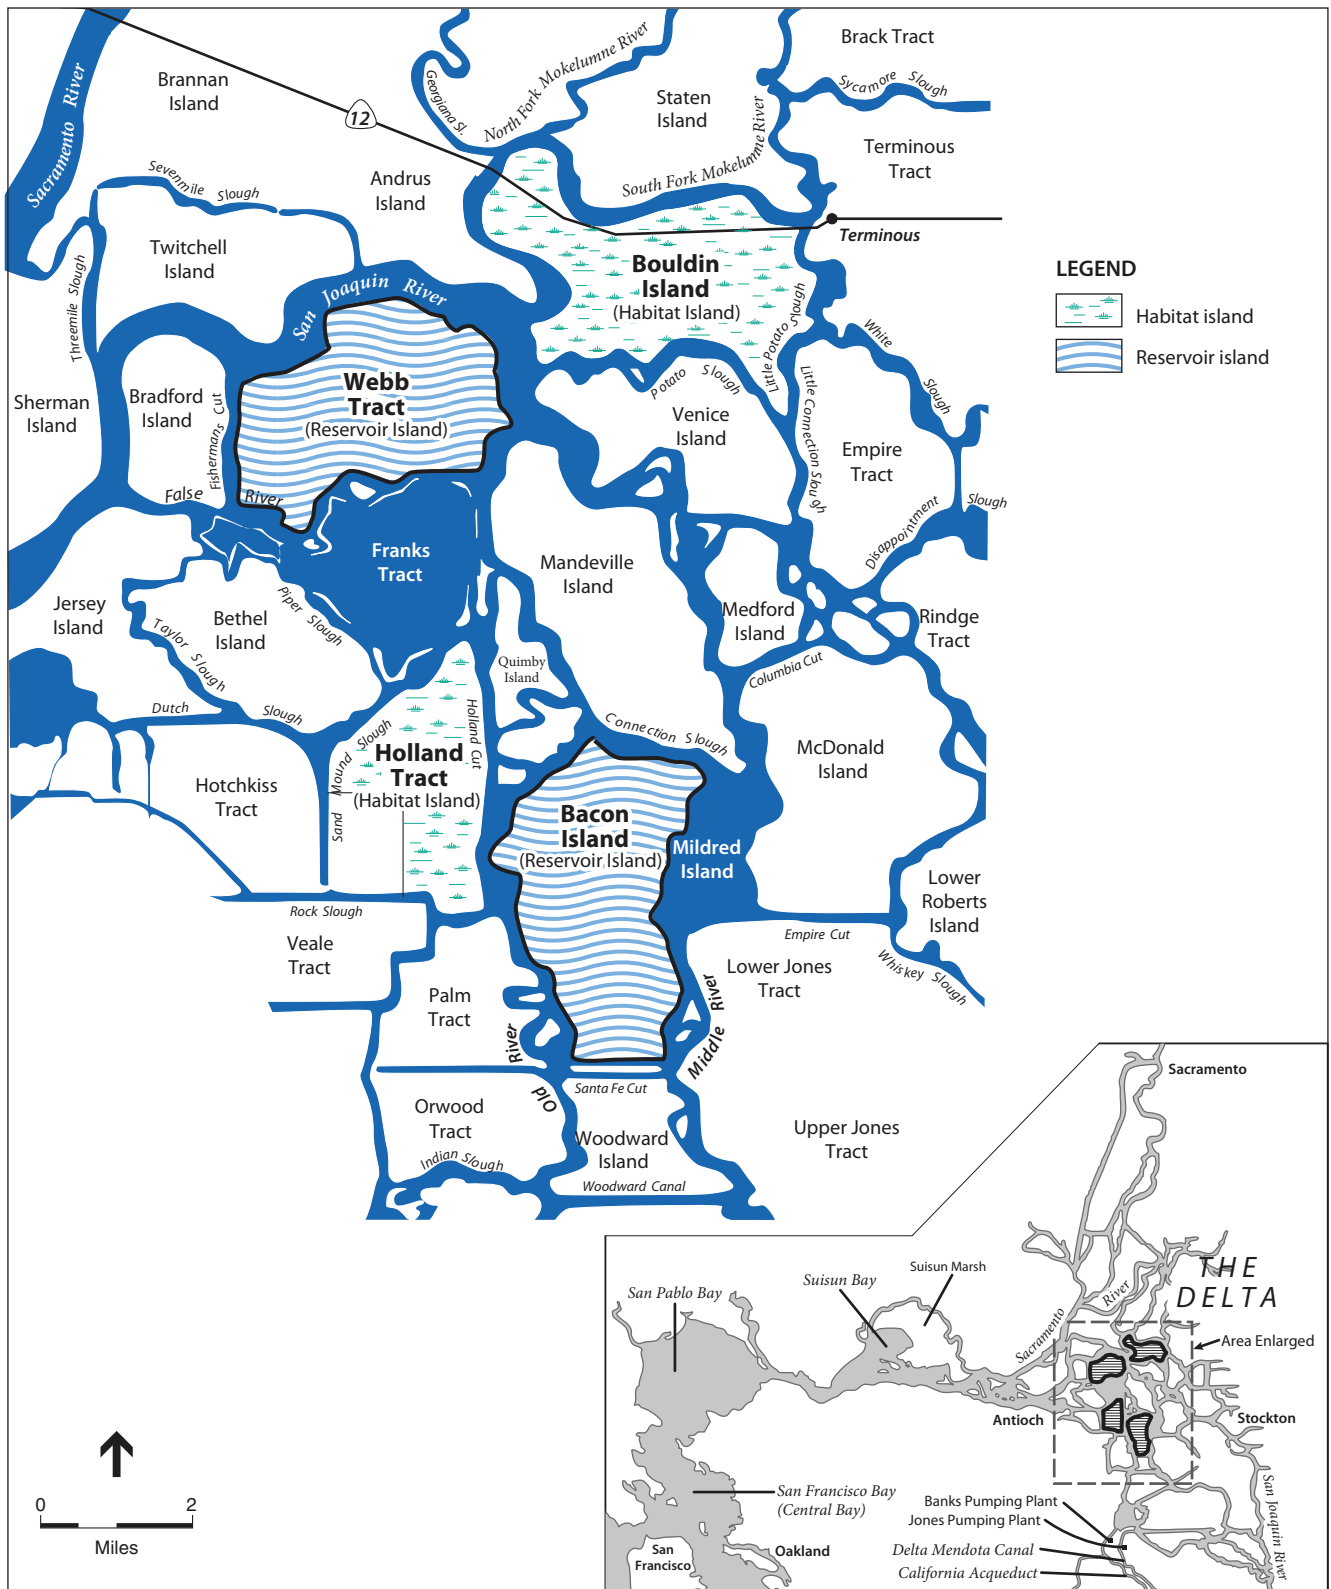 Brack Tract
Sacramento River
Brannan
Island
12
Georgiana Sl.
North Fork Mokelumne River
Staten
Island
Sycamore Slough
Terminous
Tract
Andrus
Island
Sevenmile Slough
South Fork Mokelumne River
Terminous
Twitchell
Island
Threemile Slough
San Joaquin River
Bouldin
Island
(Habitat Island)
Little Potato Slough
White Slough
LEGEND
Habitat island
Reservoir island
Sherman
Island
Bradford
Island
Fishermans Cut
Webb
Tract
(Reservoir Island)
Potato Slough
Venice
Island
Little Connection Slough
Empire
Tract
False River
Disappointment Slough
Franks
Tract
Mandeville
Island
Jersey
Island
Bethel
Island
Piper Slough
Taylor Slough
Medford
Island
Rindge
Tract
Quimby
Island
Columbia Cut
Dutch Slough
Sand Mound Slough
Holland Cut
Connection Slough
Holland
Tract
(Habitat Island)
McDonald
Island
Hotchkiss
Tract
Bacon
Island
(Reservoir Island)
Mildred
Island
Lower
Roberts
Island
Rock Slough
Empire Cut
Veale
Tract
Whiskey Slough
Lower Jones
Tract
Palm
Tract
Old River
Middle River
Santa Fe Cut
Orwood
Tract
Indian Slough
Woodward
Island
Woodward Canal
Upper Jones
Tract
Sacramento
THE
DELTA
San Pablo Bay
Suisun Bay
Suisun Marsh
Sacramento River
Area Enlarged
Antioch
Stockton
San Francisco Bay
(Central Bay)
San Joaquin River
Banks Pumping Plant
Jones Pumping Plant
Delta Mendota Canal
California Acqueduct
San
Francisco
Oakland
0 2
Miles